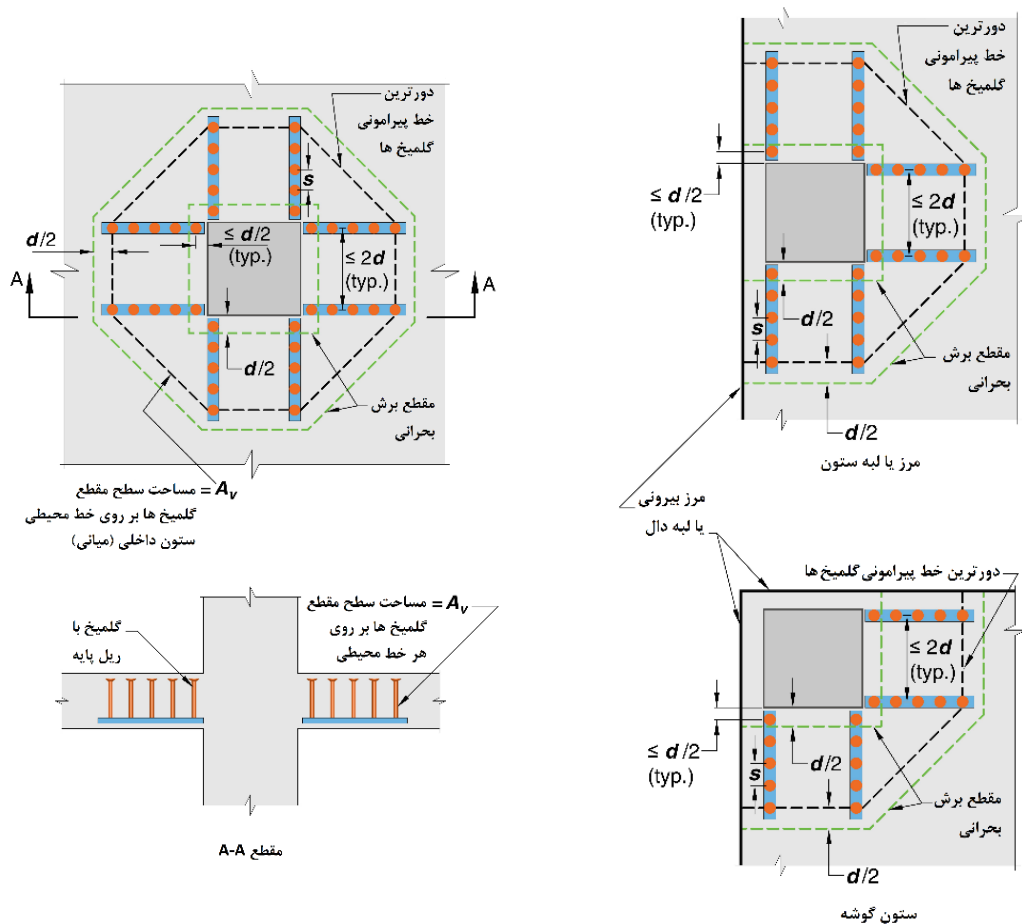 دورترین
خط پیرامونی
گلمیخ ها
s
d/2
≤ d/2
(typ.)
≤ 2d
(typ.)
A
A
d/2
مقطع برش
بحرانی
Av = مساحت سطح مقطع
گلمیخ ها بر روی خط محیطی
ستون داخلی (میانی)
گلمیخ با
ریل پایه
Av = مساحت سطح مقطع
گلمیخ ها بر روی
هر خط محیطی
مقطع A-A
دورترین
خط پیرامونی
گلمیخ ها
≤ d/2
(typ.)
≤ 2d
(typ.)
s
d/2
مقطع برش
بحرانی
d/2
مرز یا لبه ستون
مرز بیرونی
یا لبه دال
دورترین خط پیرامونی گلمیخ ها
≤ 2d
(typ.)
≤ d/2
(typ.)
d/2
s
مقطع برش
بحرانی
d/2
ستون گوشه